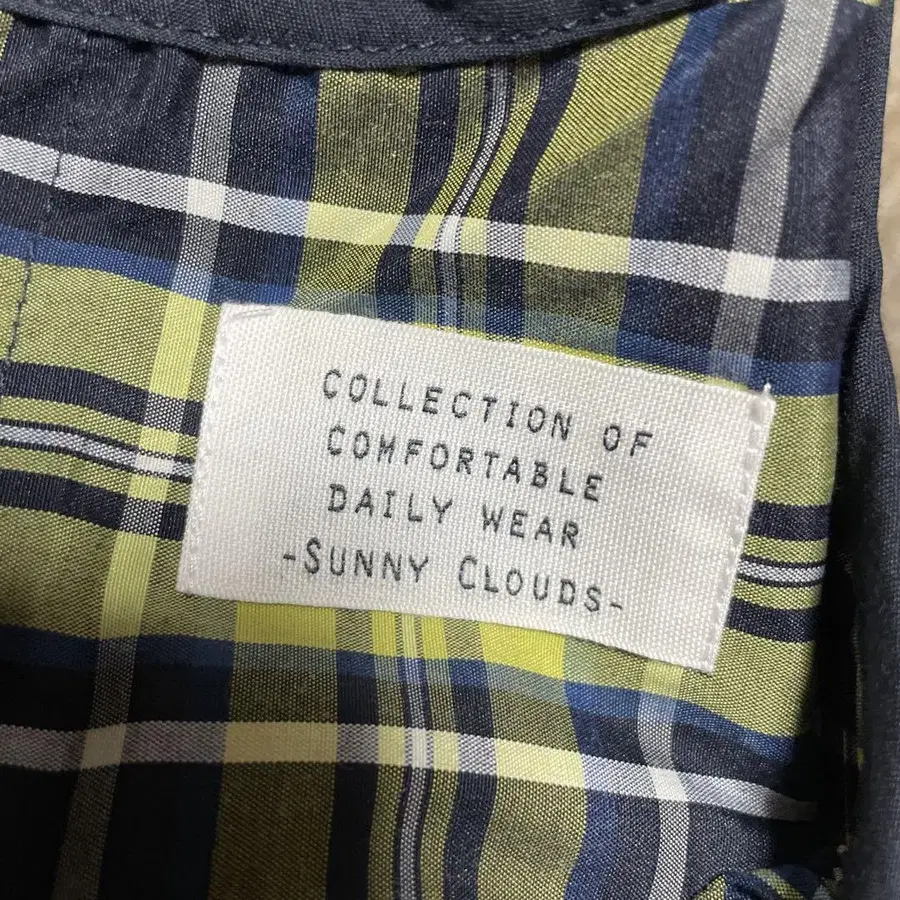 COLLECTION OF
COMFORTABLE
DAILY WEAR
-SUNNY CLOUDS-